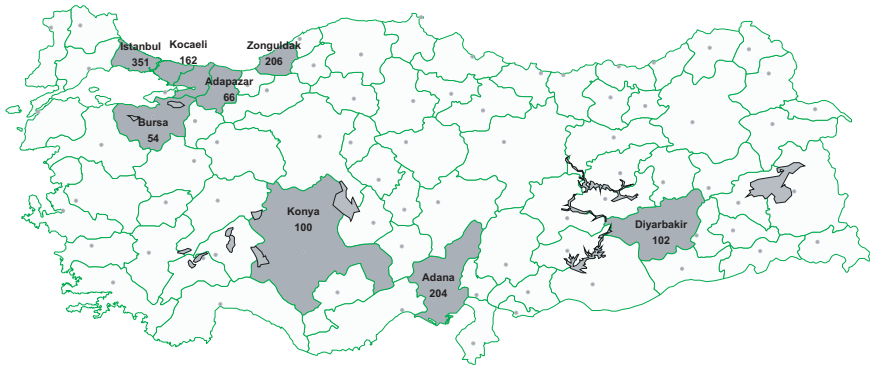 Istanbul
351
Kocaeli
162
Zonguldak
206
Adapazar
66
Bursa
54
Konya
100
Adana
204
Diyarbakir
102